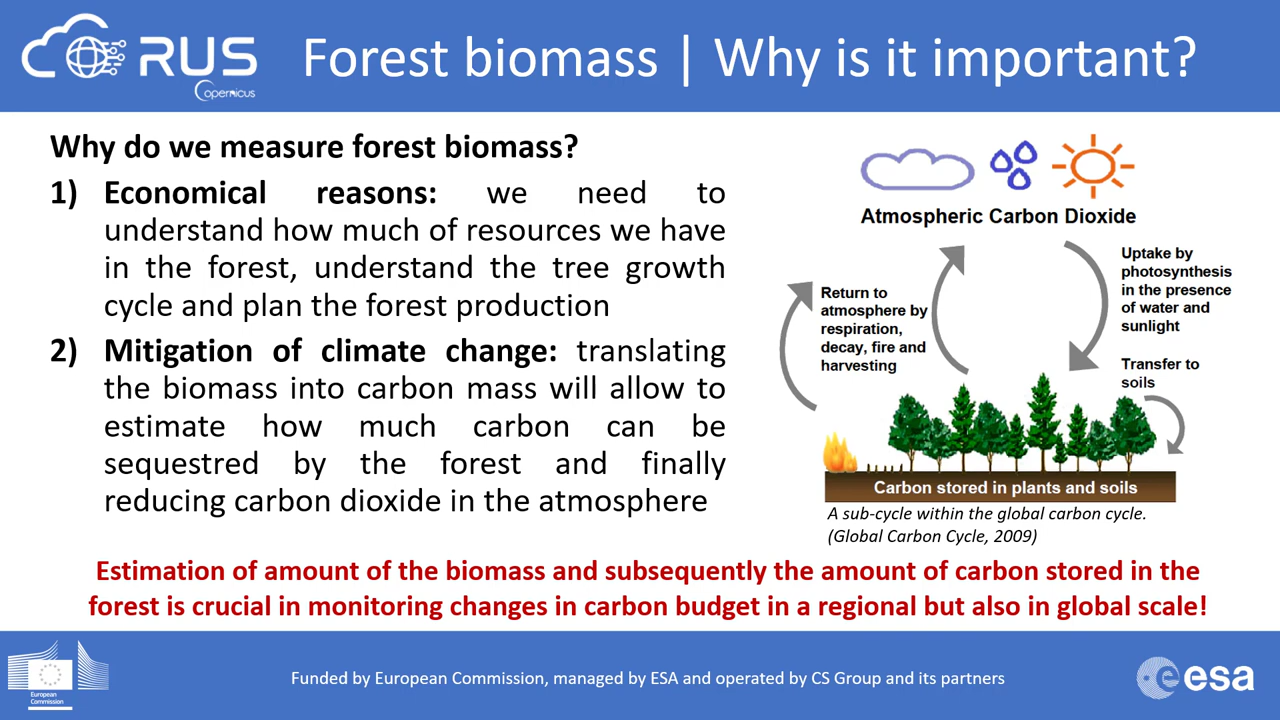 RUS
Copernicus
Forest biomass | Why is it important?
Why do we measure forest biomass?
1) Economical reasons: we need to
understand how much of resources we have
in the forest, understand the tree growth
cycle and plan the forest production
2) Mitigation of climate change: translating
the biomass into carbon mass will allow to
estimate how much carbon can be
sequestred by the forest and finally
reducing carbon dioxide in the atmosphere
Atmospheric Carbon Dioxide
Uptake by
photosynthesis
in the presence
of water and
sunlight
Return to
atmosphere by
respiration,
decay, fire and
harvesting
Transfer to
soils
Carbon stored in plants and soils
A sub-cycle within the global carbon cycle.
(Global Carbon Cycle, 2009)
Estimation of amount of the biomass and subsequently the amount of carbon stored in the
forest is crucial in monitoring changes in carbon budget in a regional but also in global scale!
European
Commission
Funded by European Commission, managed by ESA and operated by CS Group and its partners
esa